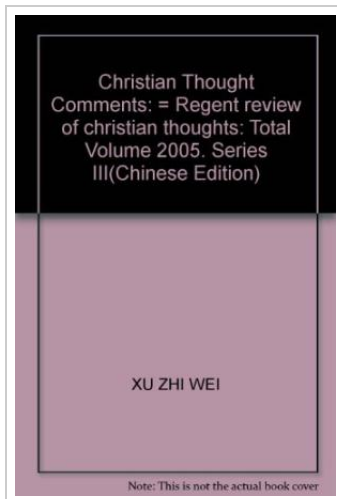 Christian Thought
Comments: = Regent review
of christian thoughts: Total
Volume 2005. Series
III(Chinese Edition)
XU ZHI WEI
Note: This is not the actual book cover